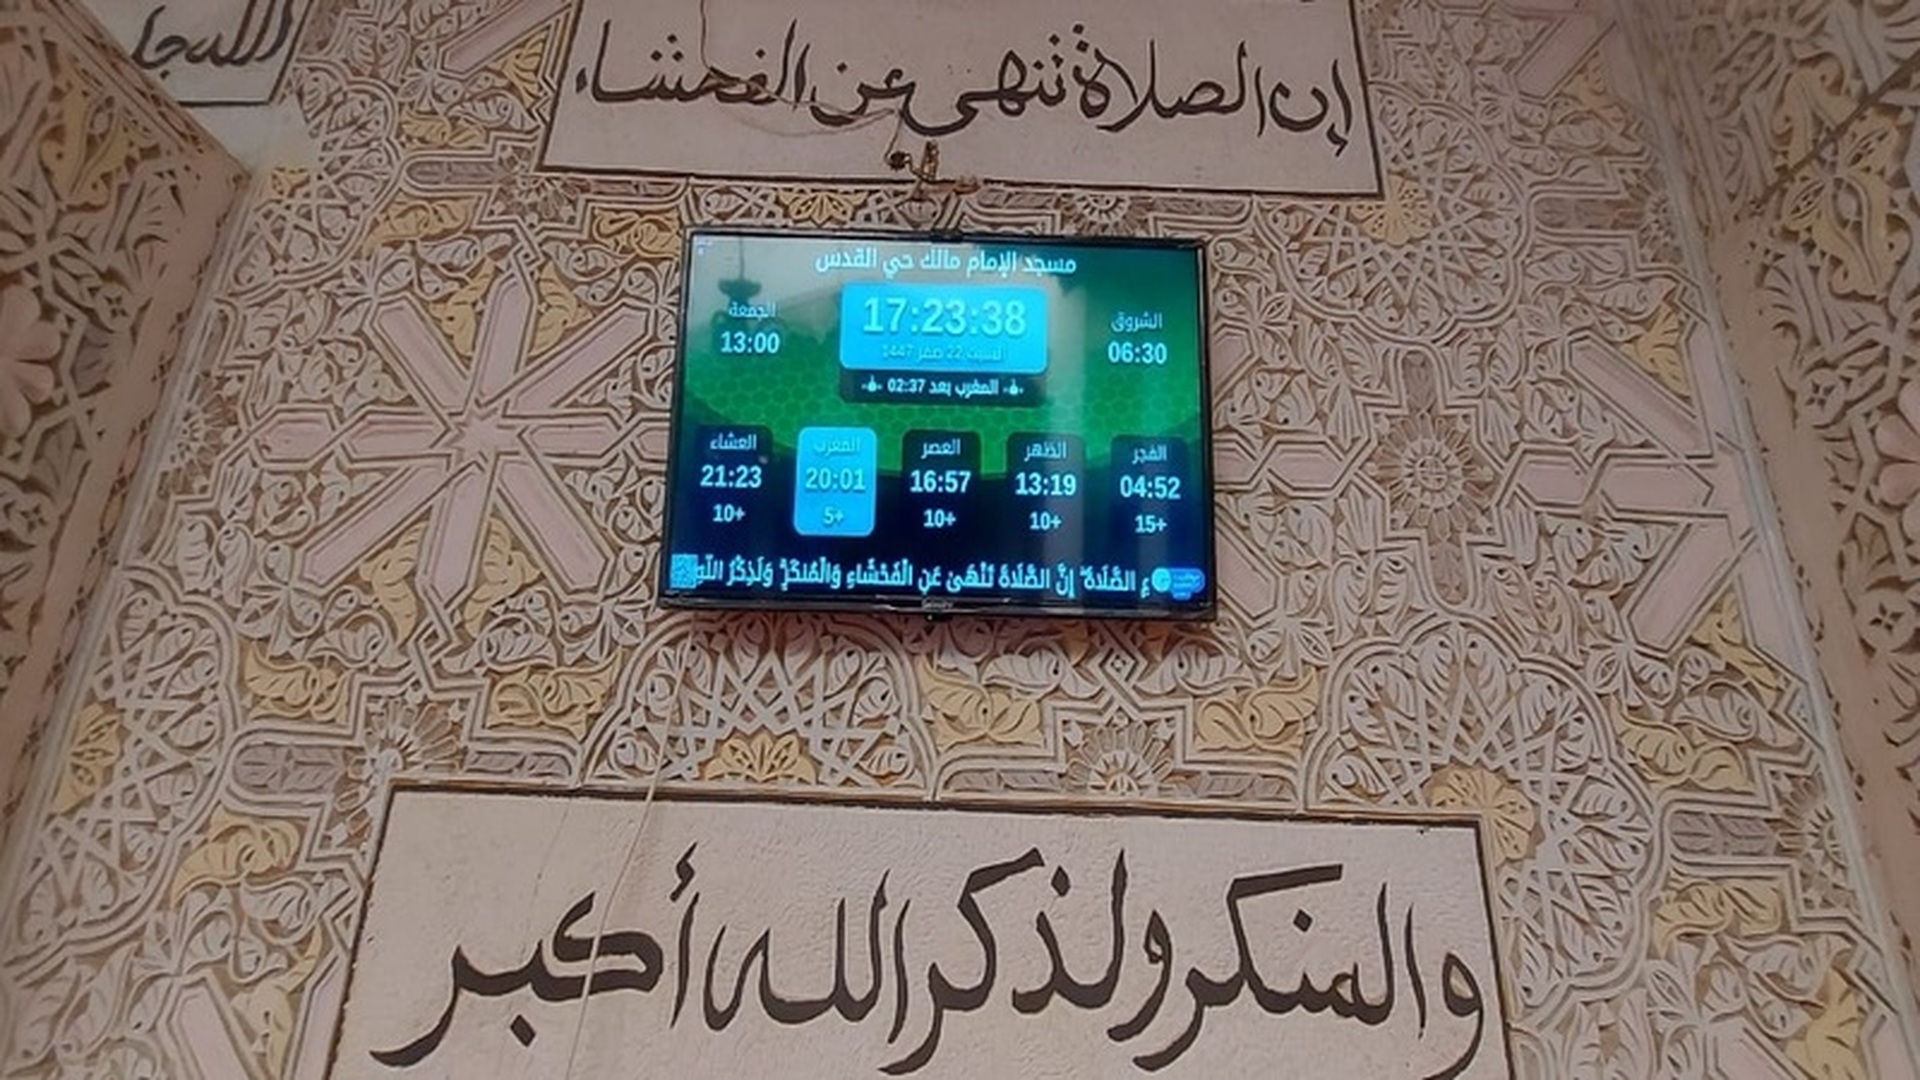 إن الصلاة تنهى عن الفحشاء
مسجد الإمام مالك حي القدس
الشروق
06:30
17:23:38
السبت 22 صفر 1447
المغرب بعد 02:37
الجمعة
13:00
الفجر
04:52
15+
الظهر
13:19
10+
العصر
16:57
10+
المغرب
20:01
5+
العشاء
21:23
10+
ءِ الصَّلَاةَ ۖ إِنَّ الصَّلَاةَ تَنْهَىٰ عَنِ الْفَحْشَاءِ وَالْمُنكَرِ ۗ وَلَذِكْرُ اللَّهِ
والمنكر ولذكر الله أكبر